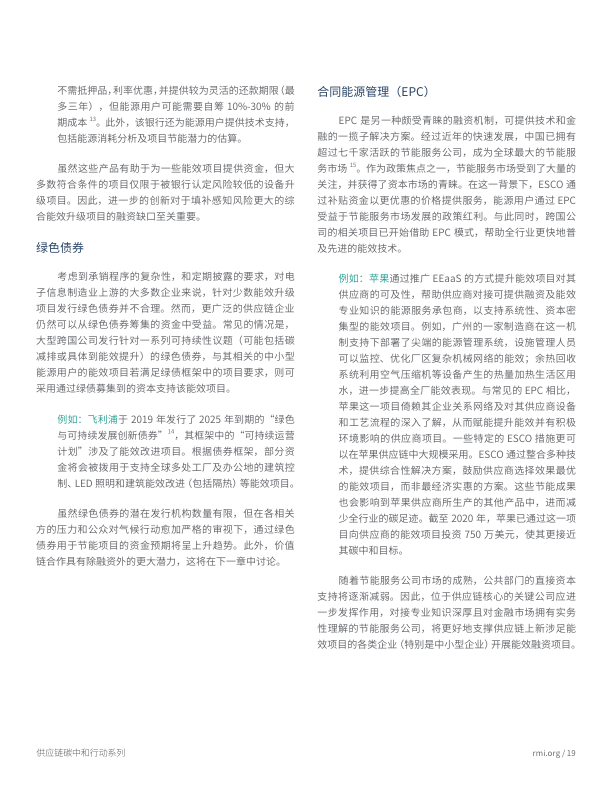 不需抵押品，利率优惠，并提供较为灵活的还款期限（最
多三年），但能源用户可能需要自筹 10%-30% 的前
期成本 13。此外，该银行还为能源用户提供技术支持，
包括能源消耗分析及项目节能潜力的估算。
虽然这些产品有助于为一些能效项目提供资金，但大
多数符合条件的项目仅限于被银行认定风险较低的设备升
级项目。因此，进一步的创新对于填补感知风险更大的综
合能效升级项目的融资缺口至关重要。
绿色债券
考虑到承销程序的复杂性，和定期披露的要求，对电
子信息制造业上游的大多数企业来说，针对少数能效升级
项目发行绿色债券并不合理。然而，更广泛的供应链企业
仍然可以从绿色债券筹集的资金中受益。常见的情况是，
大型跨国公司发行针对一系列可持续性议题（可能包括碳
减排或具体到能效提升）的绿色债券，与其相关的中小型
能源用户的能效项目若满足绿债框架中的项目要求，则可
采用通过绿债募集到的资本支持该能效项目。
例如：飞利浦于 2019 年发行了 2025 年到期的“绿色
与可持续发展创新债券” 14，其框架中的“可持续运营
计划”涉及了能效改进项目。根据债券框架，部分资
金将会被拨用于支持全球多处工厂及办公地的建筑控
制、LED 照明和建筑能效改进（包括隔热）等能效项目。
虽然绿色债券的潜在发行机构数量有限，但在各相关
方的压力和公众对气候行动愈加严格的审视下，通过绿色
债券用于节能项目的资金预期将呈上升趋势。此外，价值
链合作具有除融资外的更大潜力，这将在下一章中讨论。
合同能源管理（EPC）
EPC 是另一种颇受青睐的融资机制，可提供技术和金
融的一揽子解决方案。经过近年的快速发展，中国已拥有
超过七千家活跃的节能服务公司，成为全球最大的节能服
务市场 15。作为政策焦点之一，节能服务市场受到了大量的
关注，并获得了资本市场的青睐。在这一背景下，ESCO 通
过补贴资金以更优惠的价格提供服务，能源用户通过 EPC
受益于节能服务市场发展的政策红利。与此同时，跨国公
司的相关项目已开始借助 EPC 模式，帮助全行业更快地普
及先进的能效技术。
例如：苹果通过推广 EEaaS 的方式提升能效项目对其
供应商的可及性，帮助供应商对接可提供融资及能效
专业知识的能源服务承包商，以支持系统性、资本密
集型的能效项目。例如，广州的一家制造商在这一机
制支持下部署了尖端的能源管理系统，设施管理人员
可以监控、优化厂区复杂机械网络的能效；余热回收
系统利用空气压缩机等设备产生的热量加热生活区用
水，进一步提高全厂能效表现。与常见的 EPC 相比，
苹果这一项目倚赖其企业关系网络及对其供应商设备
和工艺流程的深入了解，从而赋能提升能效并有积极
环境影响的供应商项目。一些特定的 ESCO 措施更可
以在苹果供应链中大规模采用。ESCO 通过整合多种技
术，提供综合性解决方案，鼓励供应商选择效果最优
的能效项目，而非最经济实惠的方案。这些节能成果
也会影响到苹果供应商所生产的其他产品中，进而减
少全行业的碳足迹。截至 2020 年，苹果已通过这一项
目向供应商的能效项目投资 750 万美元，使其更接近
其碳中和目标。
随着节能服务公司市场的成熟，公共部门的直接资本
支持将逐渐减弱。因此，位于供应链核心的关键公司应进
一步发挥作用，对接专业知识深厚且对金融市场拥有实务
性理解的节能服务公司，将更好地支撑供应链上新涉足能
效项目的各类企业（特别是中小型企业）开展能效融资项目。
供应链碳中和行动系列
rmi.org / 19